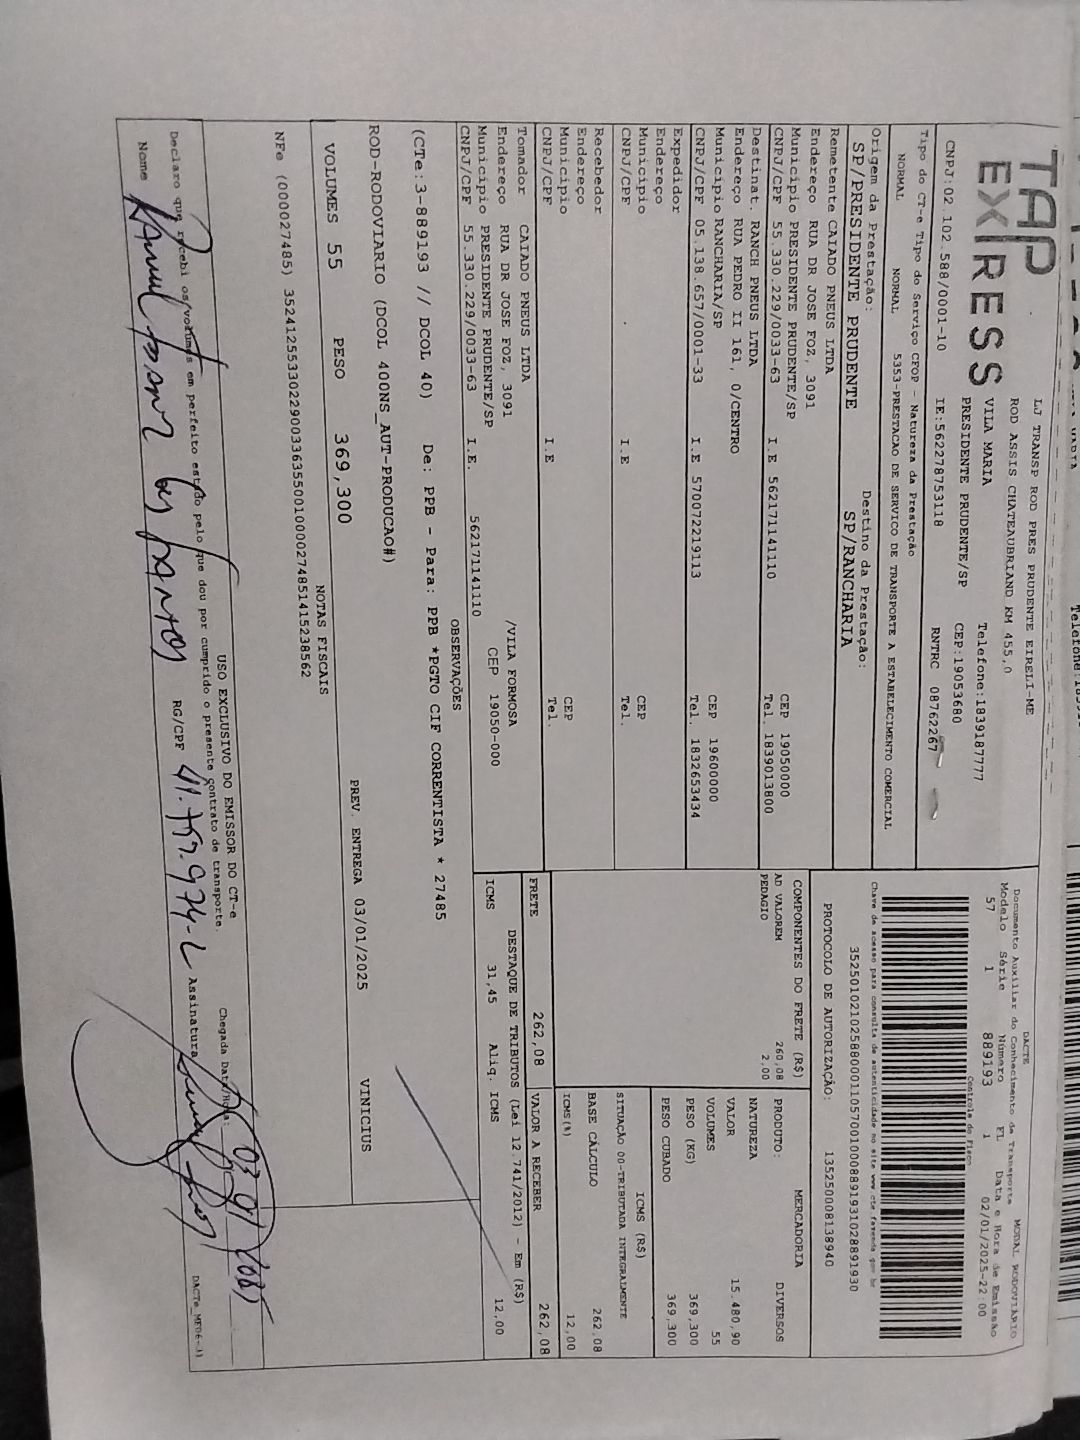 TAP
EXPRESS
LJ TRANSP ROD PRES PRUDENTE EIRELI-ME
ROD ASSIS CHATEAUBRIAND KM 455,0
VILA MARIA Telefone:1839187777
PRESIDENTE PRUDENTE/SP CEP:19053680
CNPJ:02.102.588/0001-10 IE:562278753118 RNTRC 08762267
DACTE
Documento Auxiliar do Conhecimento de Transporte MODAL RODOVIÁRIO
Modelo Série Número FL Data e Hora de Emissão
57 1 889193 1 02/01/2025-22:00
Controle do Fisco
Chave de acesso para consulta de autenticidade no site www.cte.fazenda.gov.br
35250102102588000110570010008891931028891930
PROTOCOLO DE AUTORIZAÇÃO: 135250008138940
Tipo do CT-e Tipo do Serviço CFOP - Natureza da Prestação
NORMAL NORMAL 5353-PRESTACAO DE SERVICO DE TRANSPORTE A ESTABELECIMENTO COMERCIAL
Origem da Prestação: Destino da Prestação:
SP/PRESIDENTE PRUDENTE SP/RANCHARIA
Remetente CAIADO PNEUS LTDA
Endereço RUA DR JOSE FOZ, 3091
Municipio PRESIDENTE PRUDENTE/SP CEP 19050000
CNPJ/CPF 55.330.229/0033-63 I.E 562171141110 Tel. 1839013800
Destinat. RANCH PNEUS LTDA
Endereço RUA PEDRO II 161, 0/CENTRO
Municipio RANCHARIA/SP CEP 19600000
CNPJ/CPF 05.138.657/0001-33 I.E 570072219113 Tel. 1832653434
Expedidor
Endereço
Municipio CEP
CNPJ/CPF I.E Tel.
Recebedor
Endereço
Municipio CEP
CNPJ/CPF I.E Tel.
Tomador CAIADO PNEUS LTDA
Endereço RUA DR JOSE FOZ, 3091 /VILA FORMOSA
Municipio PRESIDENTE PRUDENTE/SP CEP 19050-000
CNPJ/CPF 55.330.229/0033-63 I.E. 562171141110
COMPONENTES DO FRETE (R$)
AD VALOREM 260,08
PEDAGIO 2,00
MERCADORIA
PRODUTO: DIVERSOS
NATUREZA
VALOR 15.480,90
VOLUMES 55
PESO (KG) 369,300
PESO CUBADO 369,300
ICMS (R$)
SITUAÇÃO 00-TRIBUTADA INTEGRALMENTE
BASE CÁLCULO 262,08
ICMS(%) 12,00
FRETE 262,08 VALOR A RECEBER 262,08
DESTAQUE DE TRIBUTOS (Lei 12.741/2012) - Em (R$)
ICMS 31,45 Aliq. ICMS 12,00
OBSERVAÇÕES
(CTe:3-889193 // DCOL 40) De: PPB - Para: PPB *PGTO CIF CORRENTISTA * 27485
ROD-RODOVIARIO (DCOL 400NS_AUT-PRODUCAO#)
VOLUMES 55 PESO 369,300 PREV. ENTREGA 03/01/2025 VINICIUS
NOTAS FISCAIS
NFe (000027485) 35241255330229003363550010000274851415238562
USO EXCLUSIVO DO EMISSOR DO CT-e
Declaro que recebi os volumes em perfeito estado pelo que dou por cumprido o presente contrato de transporte.
Chegada Data/Hora: 03 01
Nome RG/CPF Assinatura
DACTe_MF06-